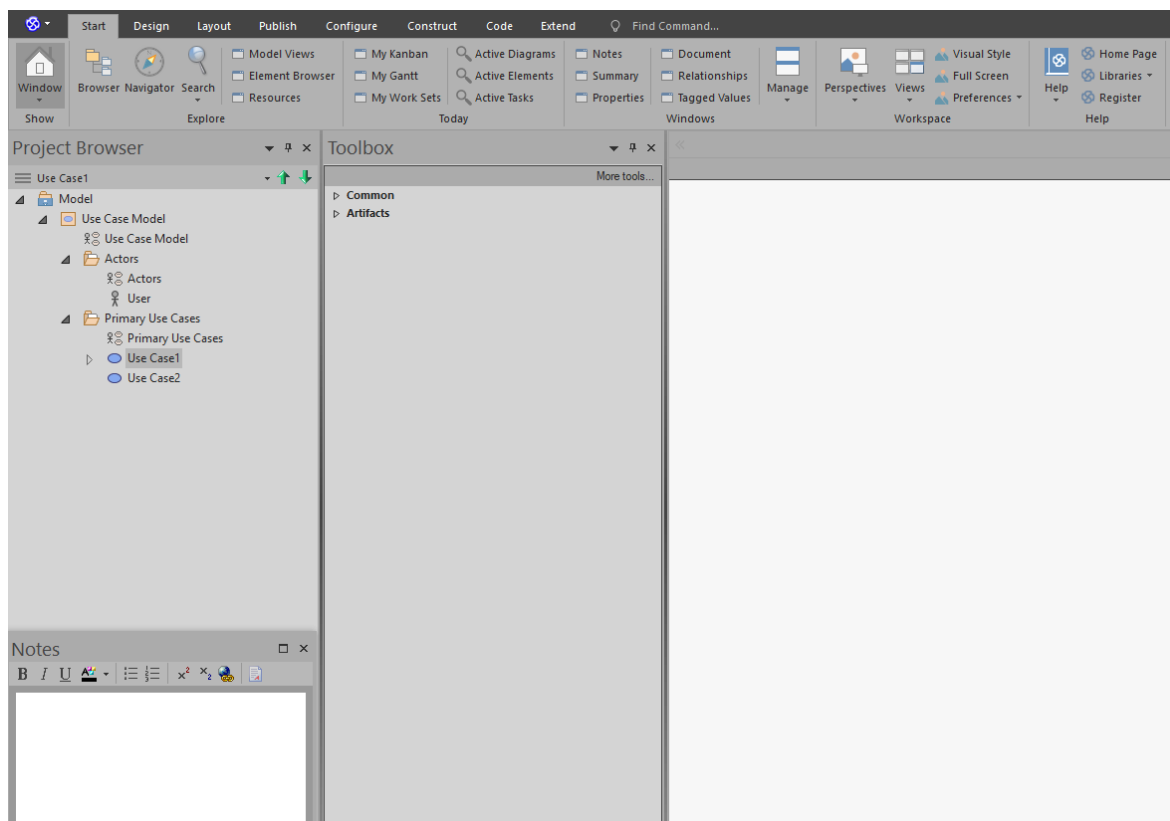 Start Design Layout Publish Configure Construct Code Extend Find Command...
Model Views My Kanban Active Diagrams Notes Document Visual Style Home Page
Element Browser My Gantt Active Elements Summary Relationships Full Screen Libraries
Window Browser Navigator Search Manage Perspectives Views Help
Resources My Work Sets Active Tasks Properties Tagged Values Preferences Register
Show Explore Today Windows Workspace Help
Project Browser Toolbox
Use Case1 More tools...
Model Common
Use Case Model Artifacts
Use Case Model
Actors
Actors
User
Primary Use Cases
Primary Use Cases
Use Case1
Use Case2
Notes
B I U x² ×₂